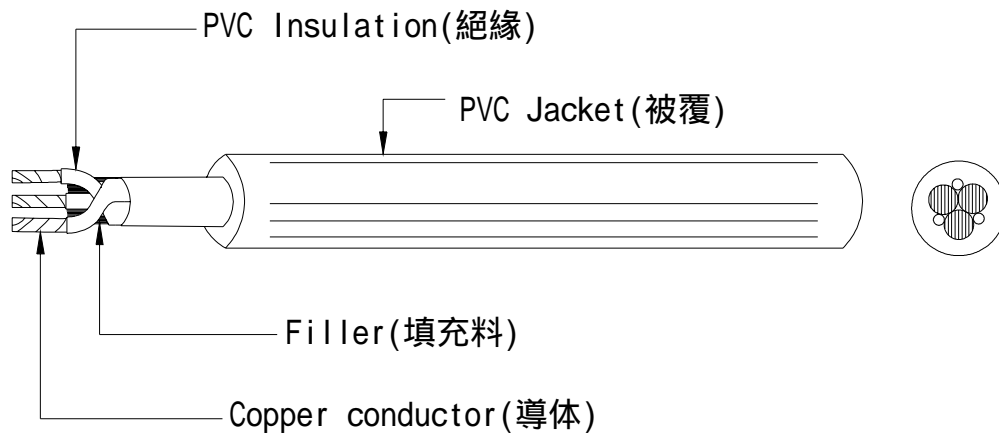 PVC Insulation(絕緣)
PVC Jacket(被覆)
Filler(填充料)
Copper conductor(導体)